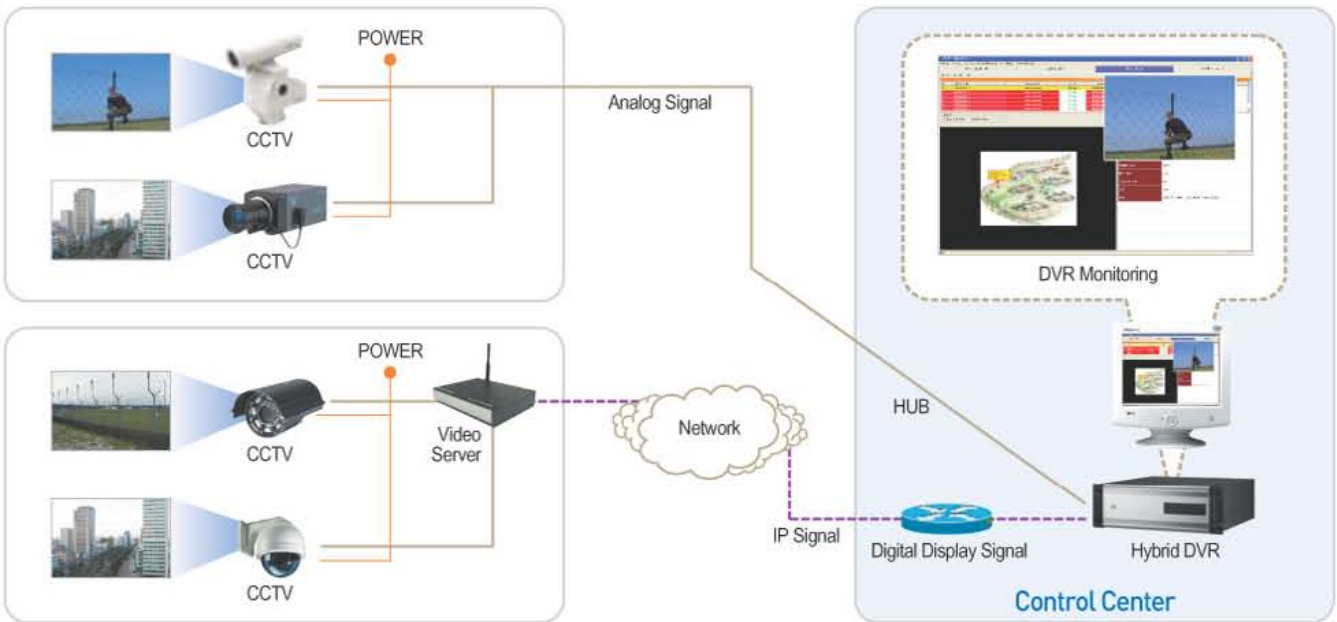 POWER
CCTV
Analog Signal
CCTV
DVR Monitoring
POWER
CCTV
Video
Server
Network
HUB
CCTV
IP Signal
Digital Display Signal
Hybrid DVR
Control Center